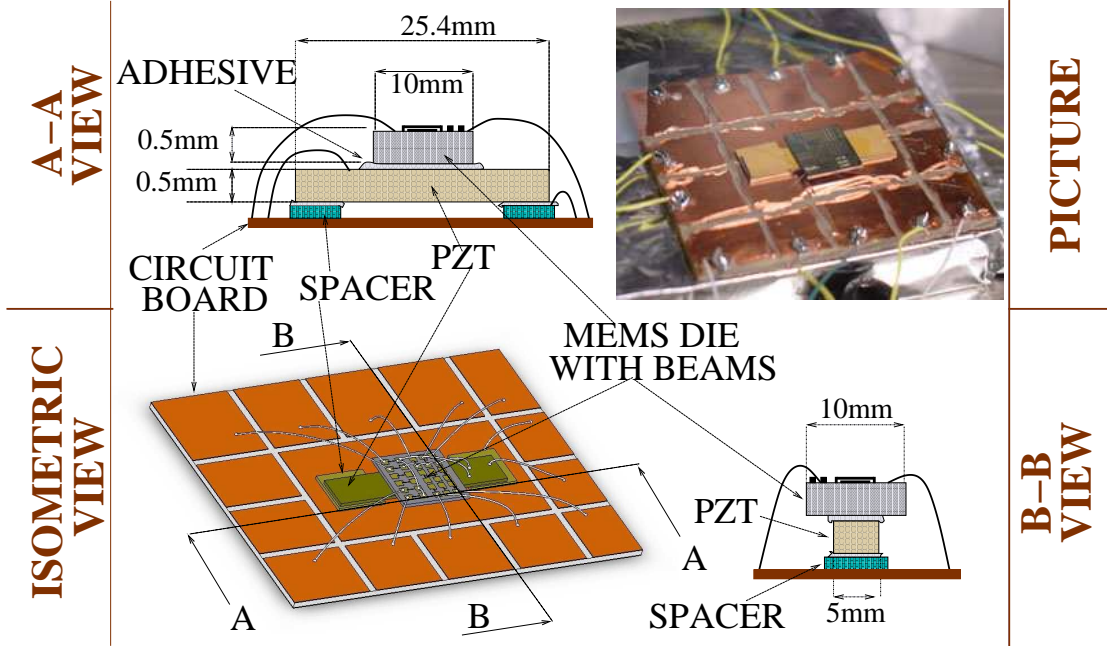 A–A
VIEW
25.4mm
ADHESIVE
10mm
0.5mm
0.5mm
PZT
CIRCUIT
BOARD
SPACER
PICTURE
ISOMETRIC
VIEW
B
MEMS DIE
WITH BEAMS
A
A
B
10mm
PZT
SPACER
5mm
B–B
VIEW